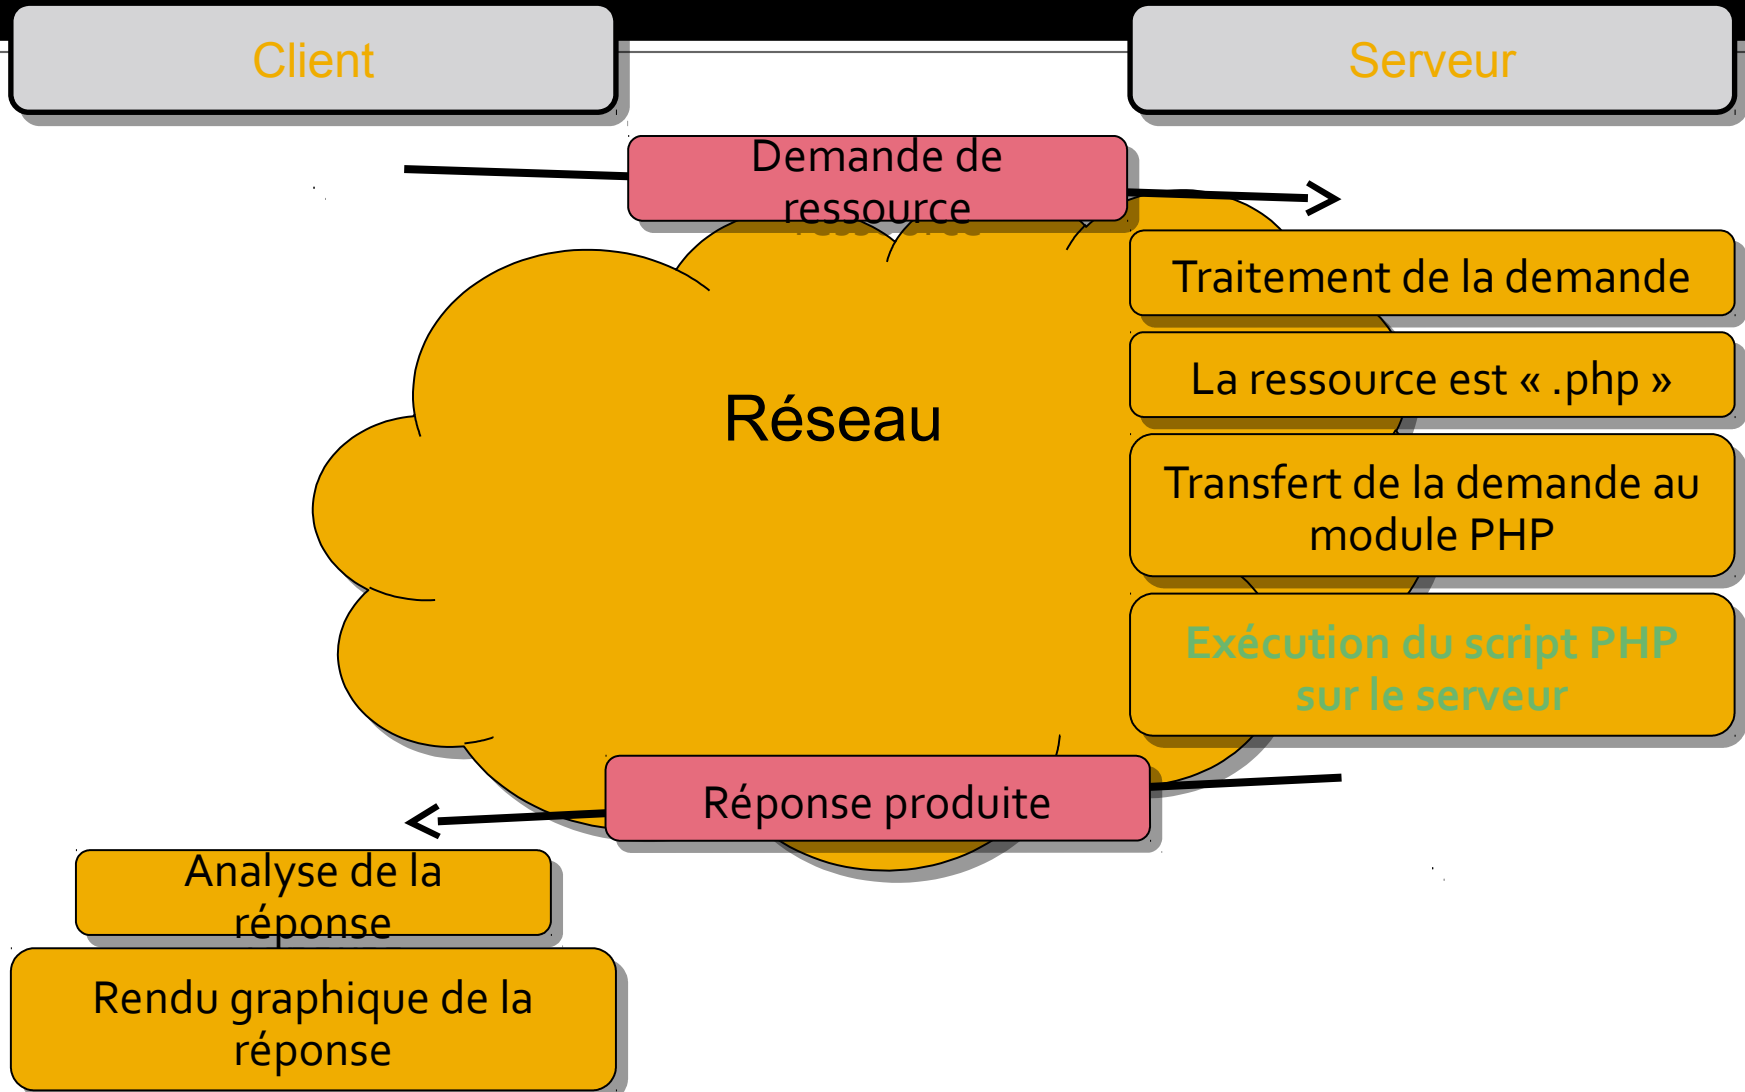 Client
Serveur
Demande de
ressource
Traitement de la demande
La ressource est « .php »
Réseau
Transfert de la demande au
module PHP
Exécution du script PHP
sur le serveur
Réponse produite
Analyse de la
réponse
Rendu graphique de la
réponse